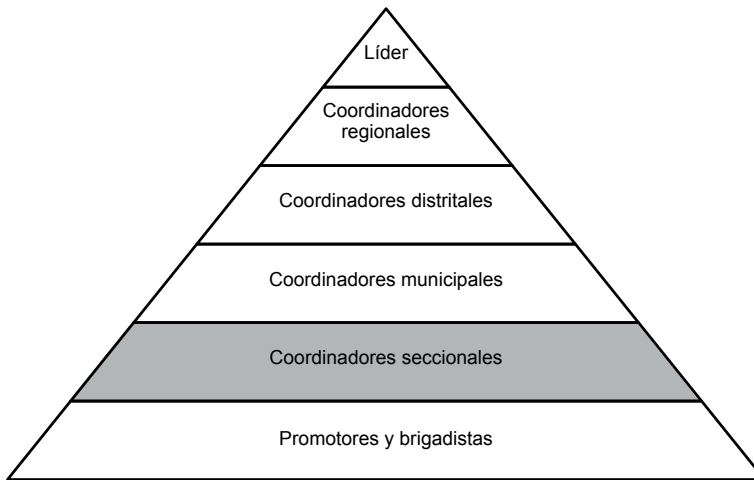 Líder
Coordinadores
regionales
Coordinadores distritales
Coordinadores municipales
Coordinadores seccionales
Promotores y brigadistas